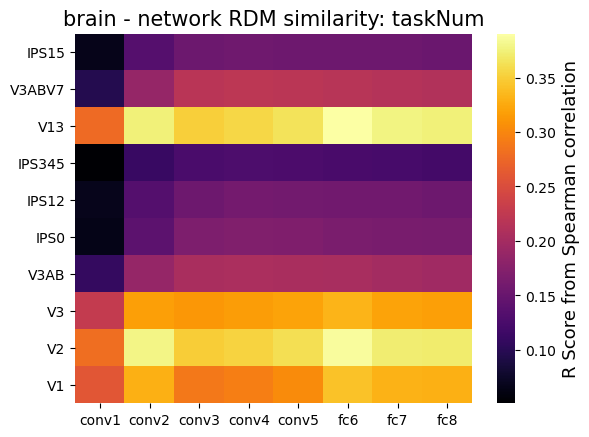 brain - network RDM similarity: taskNum
IPS15
V3ABV7
V13
IPS345
IPS12
IPS0
V3AB
V3
V2
V1
conv1 conv2 conv3 conv4 conv5 fc6 fc7 fc8
0.35
0.30
0.25
0.20
0.15
0.10
R Score from Spearman correlation